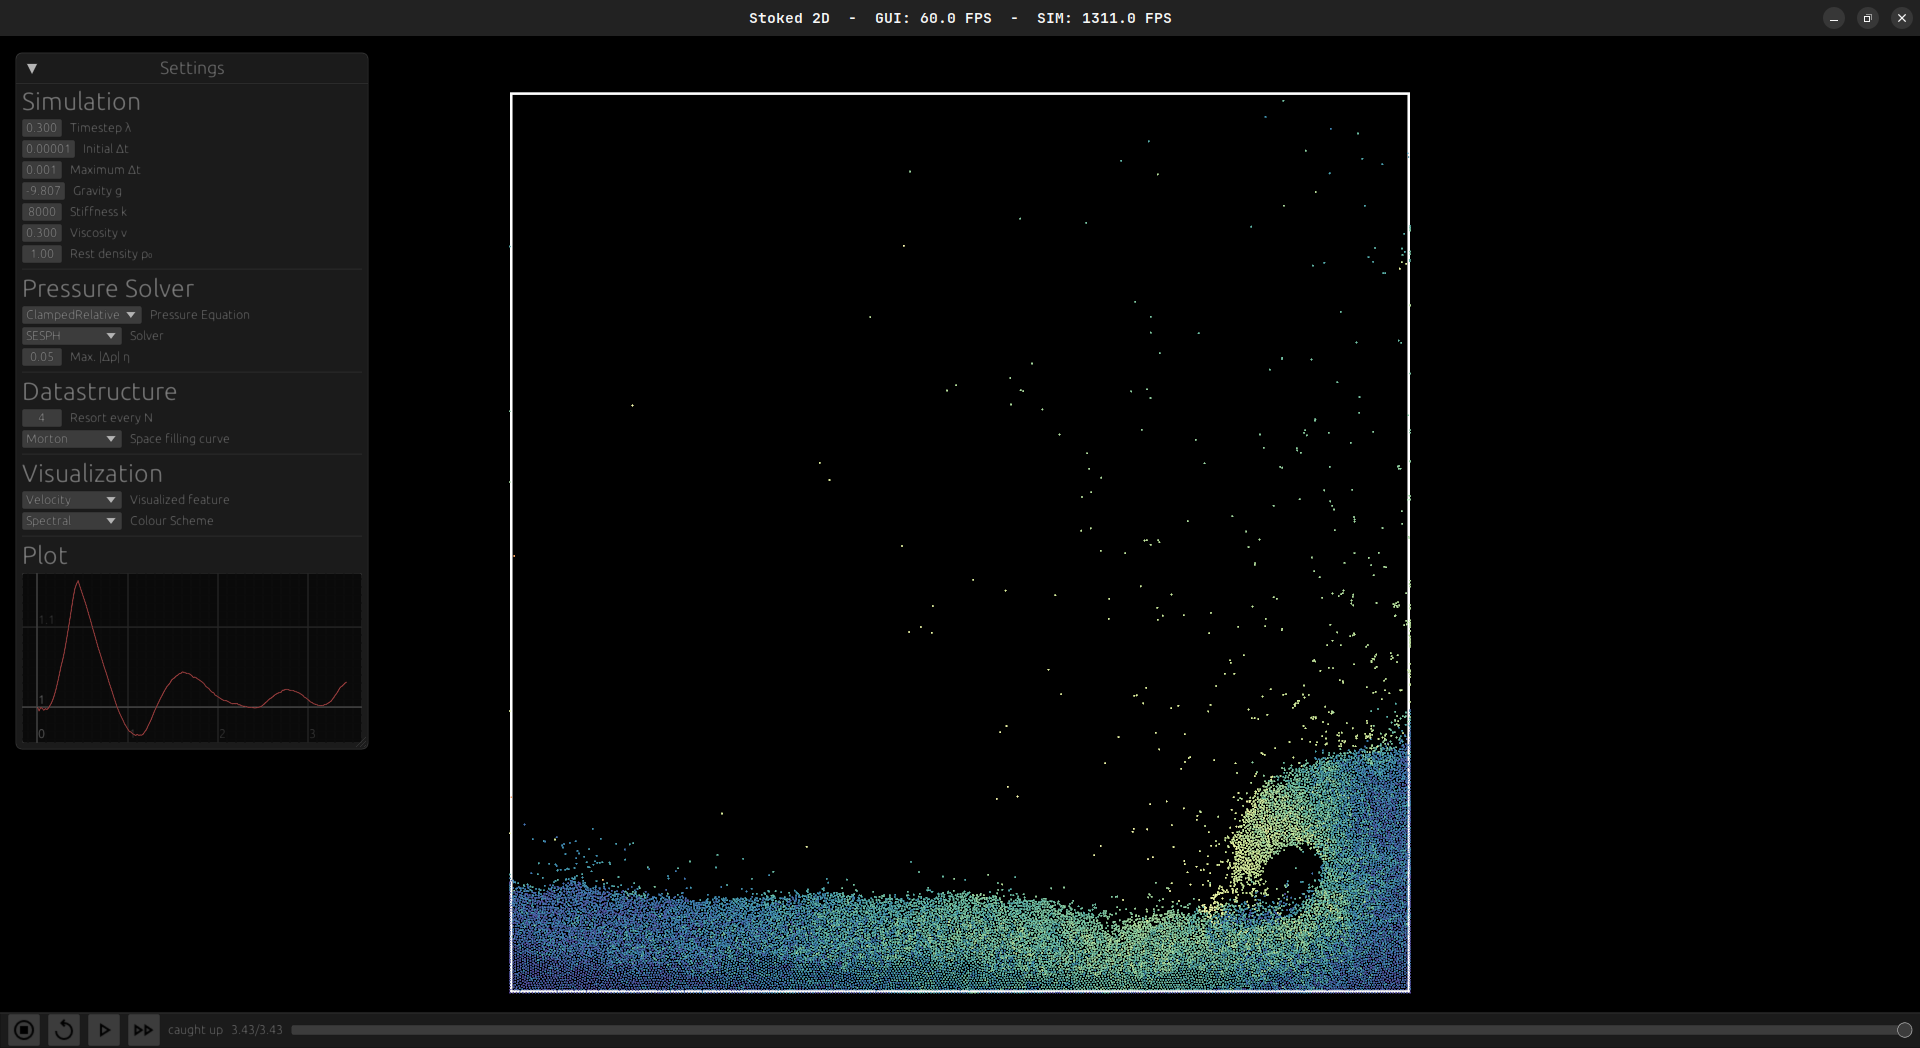 Stoked 2D  -  GUI: 60.0 FPS  -  SIM: 1311.0 FPS
Settings
Simulation
0.300 Timestep λ
0.00001 Initial Δt
0.001 Maximum Δt
-9.807 Gravity g
8000 Stiffness k
0.300 Viscosity ν
1.00 Rest density ρ₀
Pressure Solver
ClampedRelative Pressure Equation
SESPH Solver
0.05 Max. |Δρ| η
Datastructure
4 Resort every N
Morton Space filling curve
Visualization
Velocity Visualized feature
Spectral Colour Scheme
Plot
1.1
1
0 1 2 3
caught up 3.43/3.43